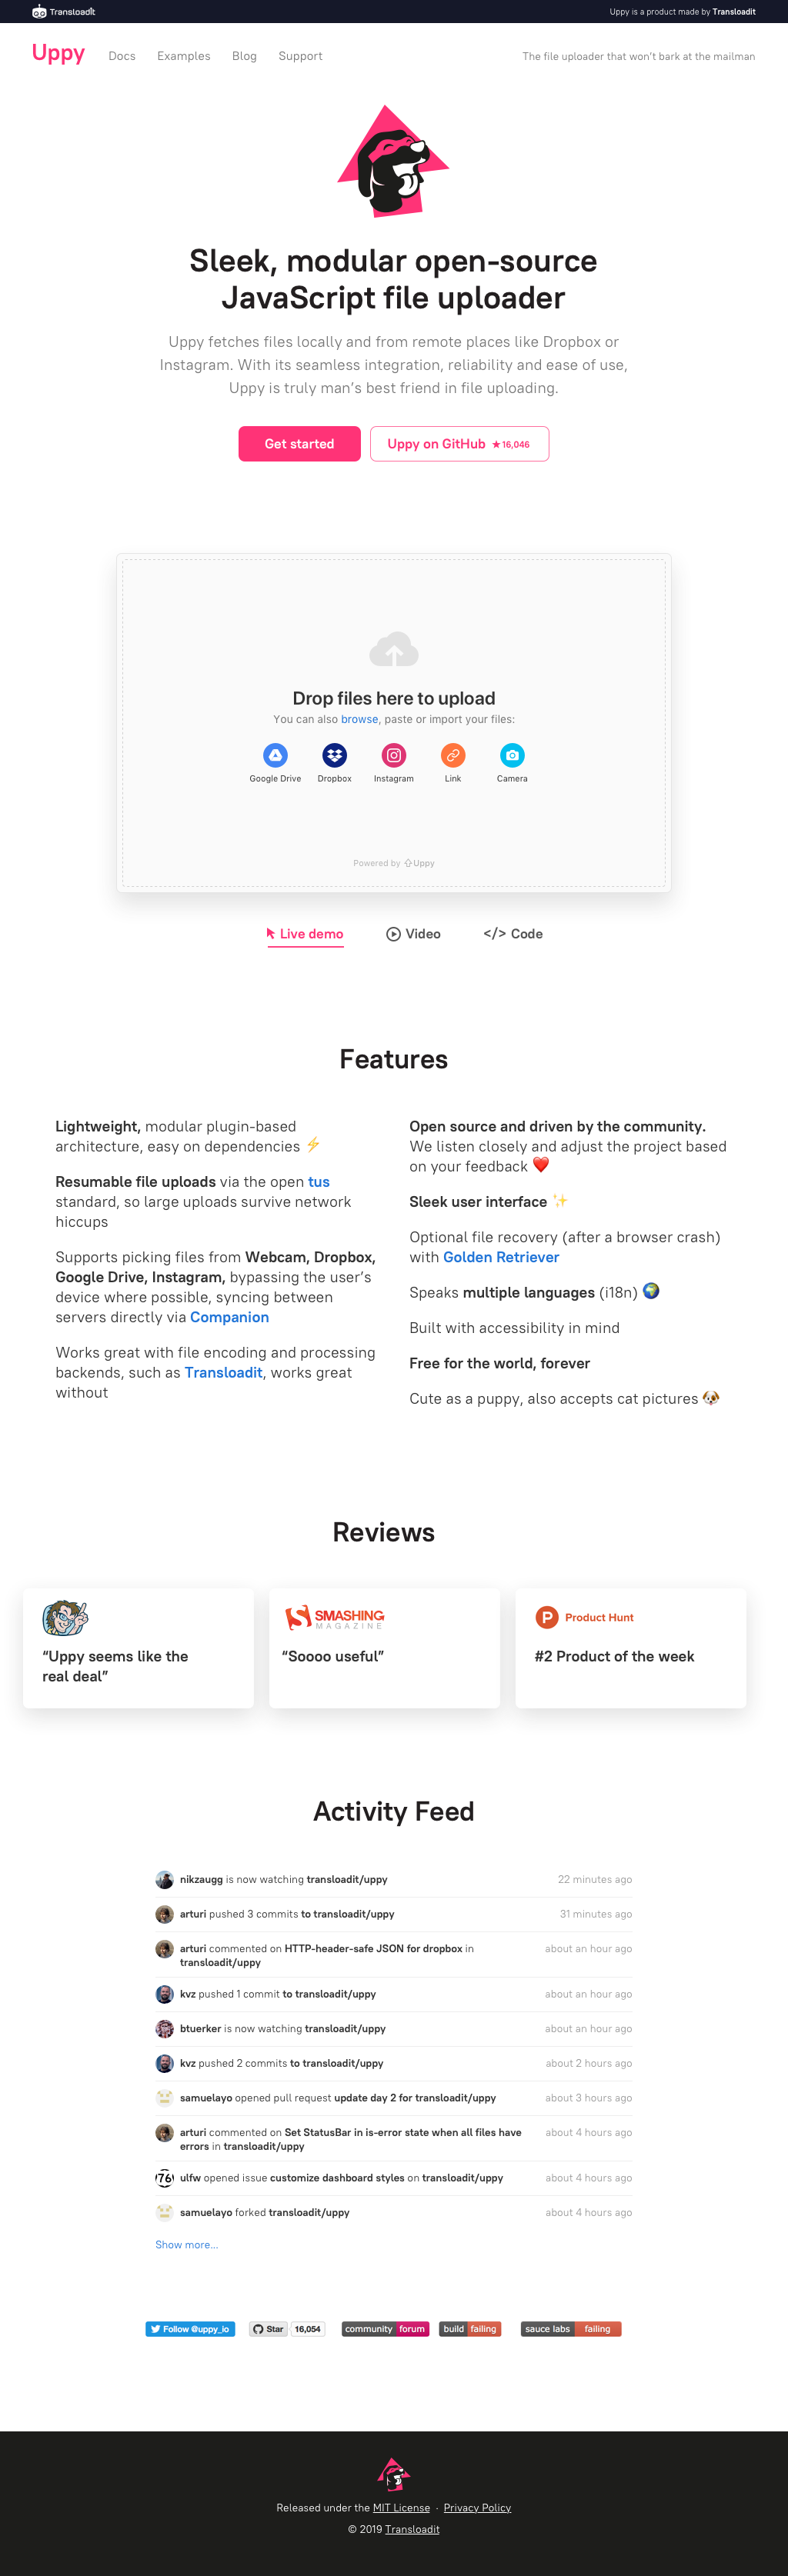 Transloadit
Uppy is a product made by Transloadit
Uppy
Docs
Examples
Blog
Support
The file uploader that won't bark at the mailman
Sleek, modular open-source
JavaScript file uploader
Uppy fetches files locally and from remote places like Dropbox or
Instagram. With its seamless integration, reliability and ease of use,
Uppy is truly man's best friend in file uploading.
Get started
Uppy on GitHub ★16,046
Drop files here to upload
You can also browse, paste or import your files:
Google Drive
Dropbox
Instagram
Link
Camera
Powered by Uppy
Live demo
Video
</> Code
Features
Lightweight, modular plugin-based
architecture, easy on dependencies ⚡
Resumable file uploads via the open tus
standard, so large uploads survive network
hiccups
Supports picking files from Webcam, Dropbox,
Google Drive, Instagram, bypassing the user's
device where possible, syncing between
servers directly via Companion
Works great with file encoding and processing
backends, such as Transloadit, works great
without
Open source and driven by the community.
We listen closely and adjust the project based
on your feedback ❤️
Sleek user interface ✨
Optional file recovery (after a browser crash)
with Golden Retriever
Speaks multiple languages (i18n) 🌍
Built with accessibility in mind
Free for the world, forever
Cute as a puppy, also accepts cat pictures 🐶
Reviews
“Uppy seems like the
real deal”
SMASHING
MAGAZINE
“Soooo useful”
P Product Hunt
#2 Product of the week
Activity Feed
nikzaugg is now watching transloadit/uppy
22 minutes ago
arturi pushed 3 commits to transloadit/uppy
31 minutes ago
arturi commented on HTTP-header-safe JSON for dropbox in
transloadit/uppy
about an hour ago
kvz pushed 1 commit to transloadit/uppy
about an hour ago
btuerker is now watching transloadit/uppy
about an hour ago
kvz pushed 2 commits to transloadit/uppy
about 2 hours ago
samuelayo opened pull request update day 2 for transloadit/uppy
about 3 hours ago
arturi commented on Set StatusBar in is-error state when all files have
errors in transloadit/uppy
about 4 hours ago
76
ulfw opened issue customize dashboard styles on transloadit/uppy
about 4 hours ago
samuelayo forked transloadit/uppy
about 4 hours ago
Show more...
Follow @uppy_io
Star 16,054
community forum
build failing
sauce labs failing
Released under the MIT License · Privacy Policy
© 2019 Transloadit